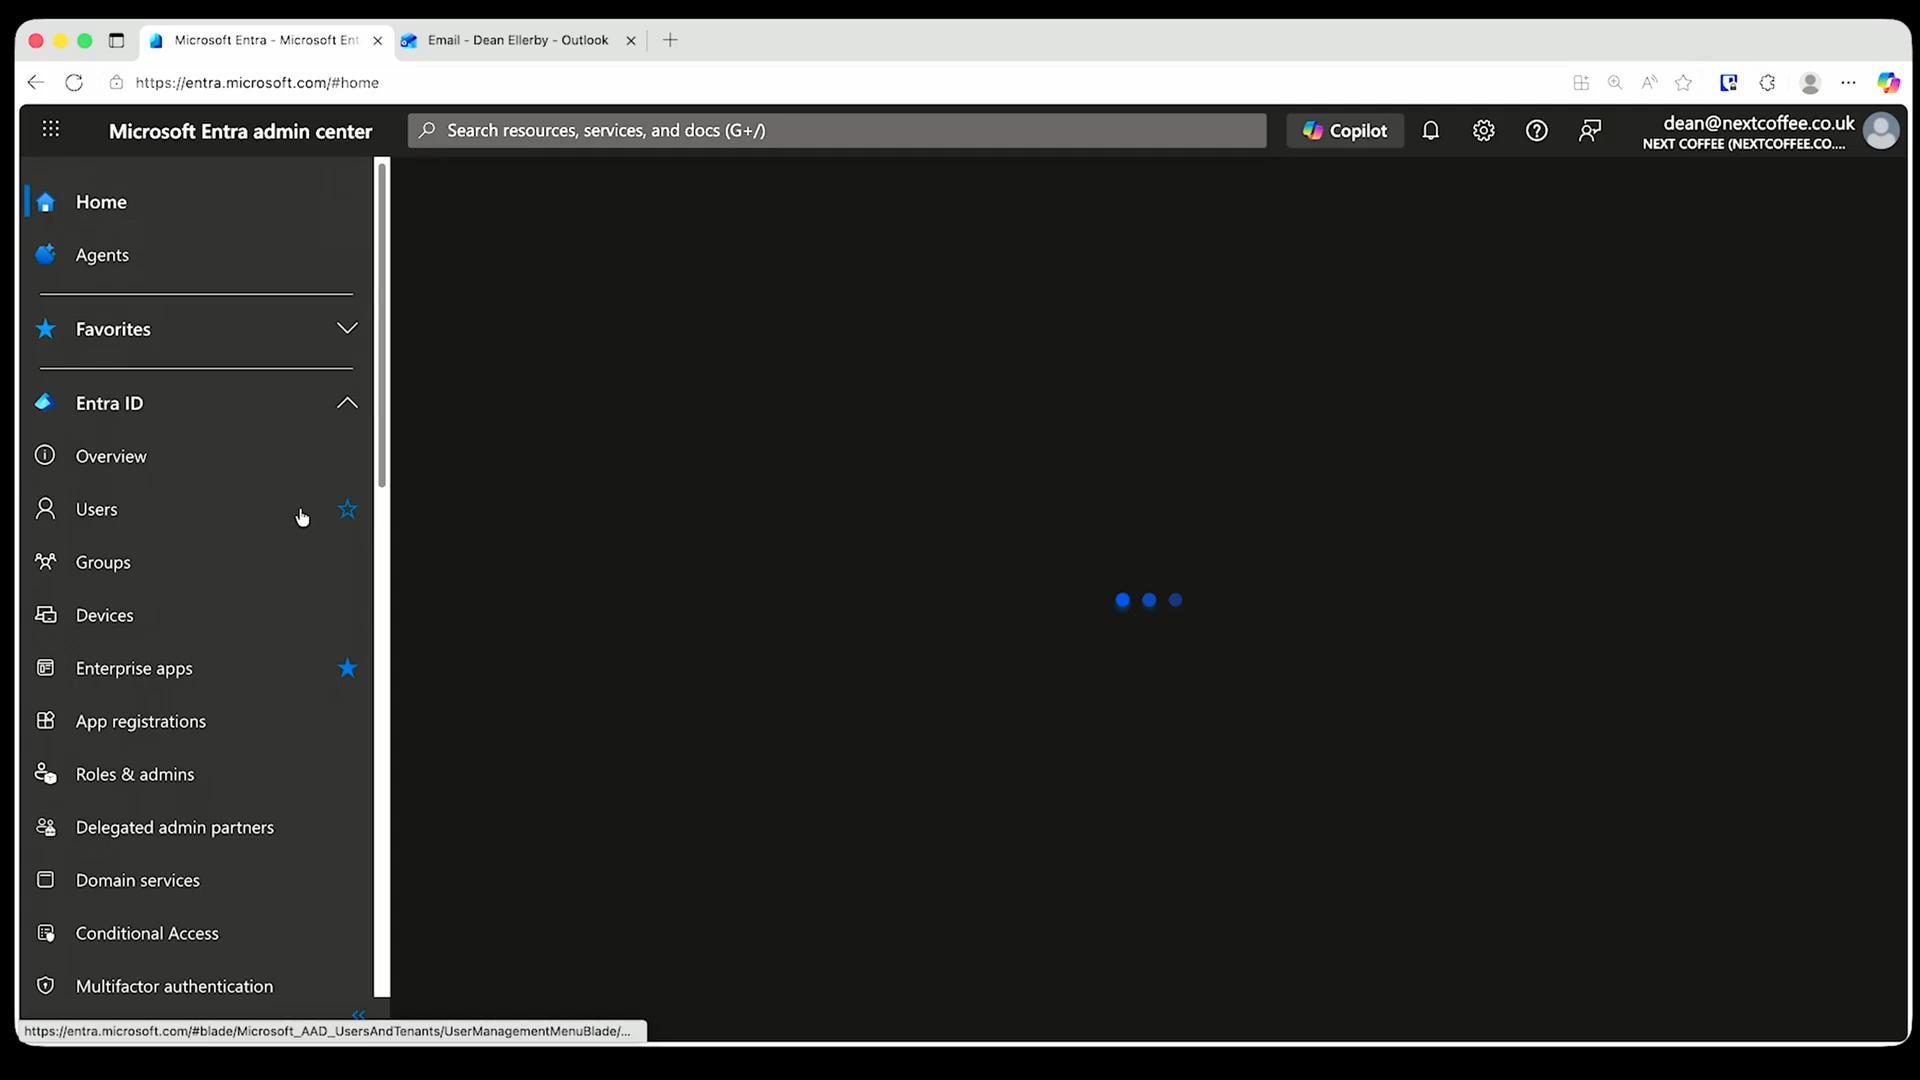 Microsoft Entra - Microsoft Ent
Email - Dean Ellerby - Outlook
https://entra.microsoft.com/#home
Microsoft Entra admin center
Search resources, services, and docs (G+/)
Copilot
dean@nextcoffee.co.uk
NEXT COFFEE (NEXTCOFFEE.CO....
Home
Agents
Favorites
Entra ID
Overview
Users
Groups
Devices
Enterprise apps
App registrations
Roles & admins
Delegated admin partners
Domain services
Conditional Access
Multifactor authentication
https://entra.microsoft.com/#blade/Microsoft_AAD_UsersAndTenants/UserManagementMenuBlade/...